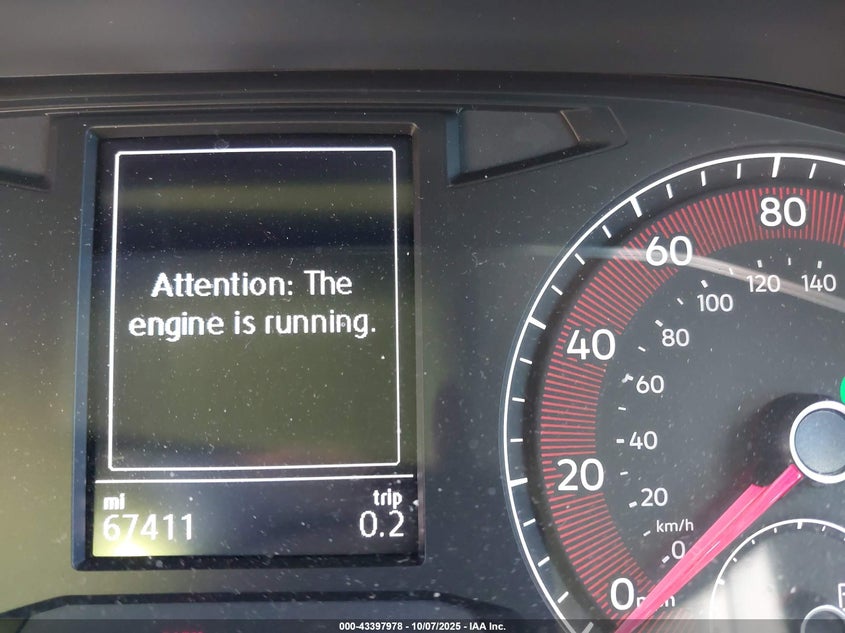 Attention: The
engine is running.
mi
67411
trip
0.2
80
60
40
20
0
140
120
100
80
60
40
20
0
km/h
000-43397978 - 10/07/2025 - IAA Inc.